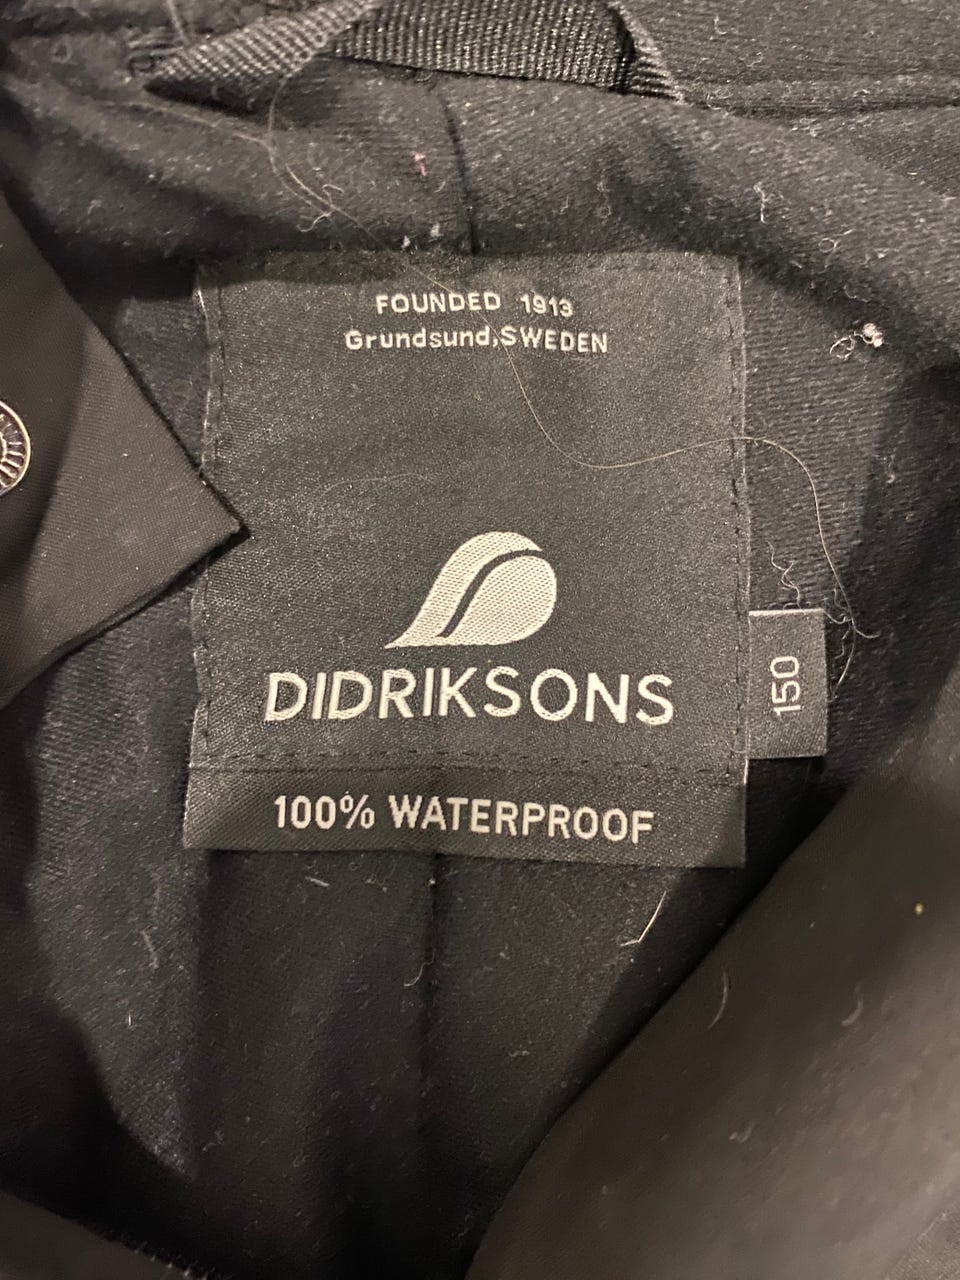 FOUNDED 1913
Grundsund,SWEDEN
DIDRIKSONS
150
100% WATERPROOF